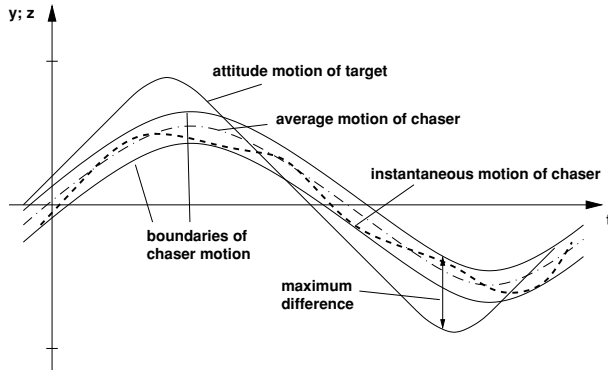 y; z
attitude motion of target
average motion of chaser
instantaneous motion of chaser
t
boundaries of
chaser motion
maximum
difference